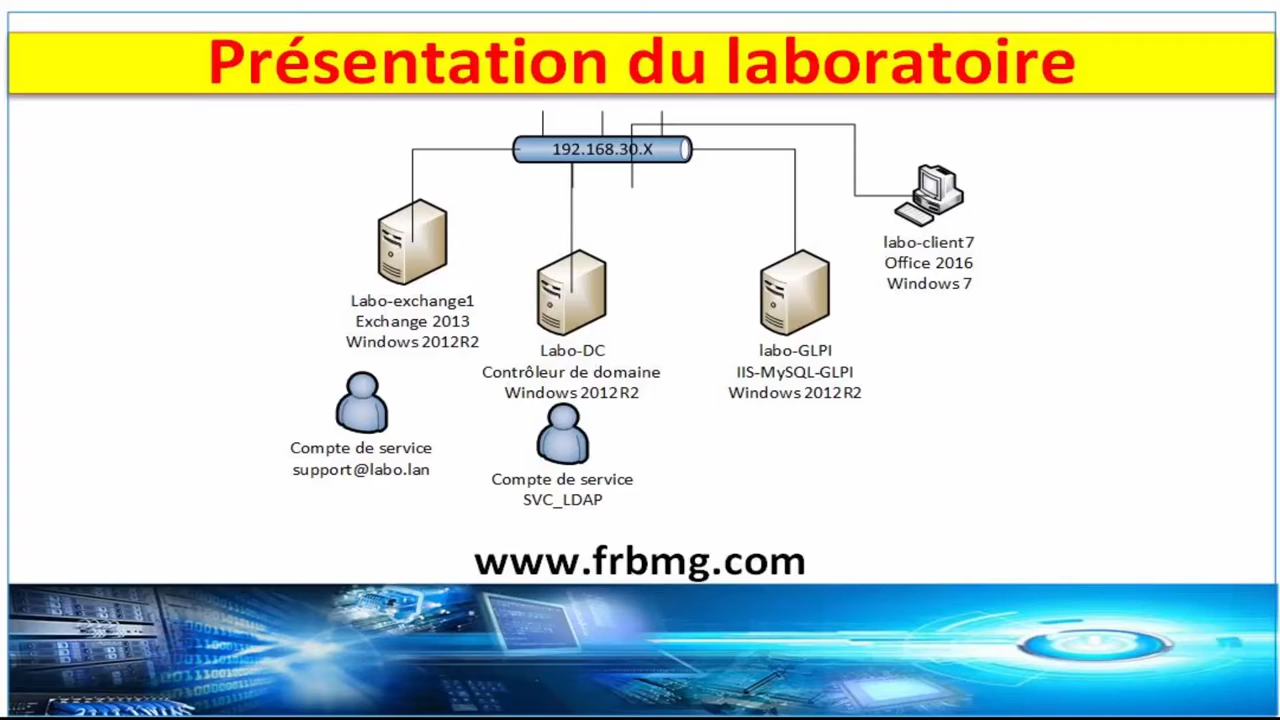 Présentation du laboratoire
192.168.30.X
labo-client7
Office 2016
Windows 7
Labo-exchange1
Exchange 2013
Windows 2012R2
Labo-DC
Contrôleur de domaine
Windows 2012R2
labo-GLPI
IIS-MySQL-GLPI
Windows 2012R2
Compte de service
support@labo.lan
Compte de service
SVC_LDAP
www.frbmg.com